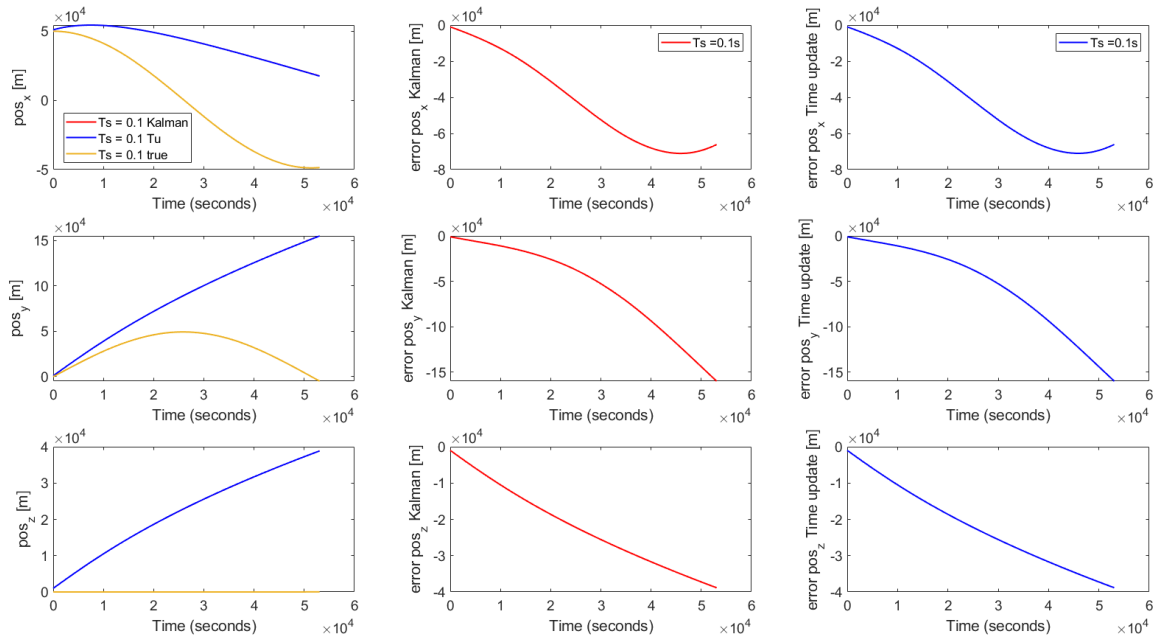 ×10^4
pos_x [m]
5
0
-5
Ts = 0.1 Kalman
Ts = 0.1 Tu
Ts = 0.1 true
0 1 2 3 4 5 6
Time (seconds) ×10^4
×10^4
error pos_x Kalman [m]
0
-2
-4
-6
-8
Ts =0.1s
0 1 2 3 4 5 6
Time (seconds) ×10^4
×10^4
error pos_x Time update [m]
0
-2
-4
-6
-8
Ts =0.1s
0 1 2 3 4 5 6
Time (seconds) ×10^4
×10^4
pos_y [m]
15
10
5
0
0 1 2 3 4 5 6
Time (seconds) ×10^4
×10^4
error pos_y Kalman [m]
0
-5
-10
-15
0 1 2 3 4 5 6
Time (seconds) ×10^4
×10^4
error pos_y Time update [m]
0
-5
-10
-15
0 1 2 3 4 5 6
Time (seconds) ×10^4
×10^4
pos_z [m]
4
3
2
1
0
0 1 2 3 4 5 6
Time (seconds) ×10^4
×10^4
error pos_z Kalman [m]
0
-1
-2
-3
-4
0 1 2 3 4 5 6
Time (seconds) ×10^4
×10^4
error pos_z Time update [m]
0
-1
-2
-3
-4
0 1 2 3 4 5 6
Time (seconds) ×10^4